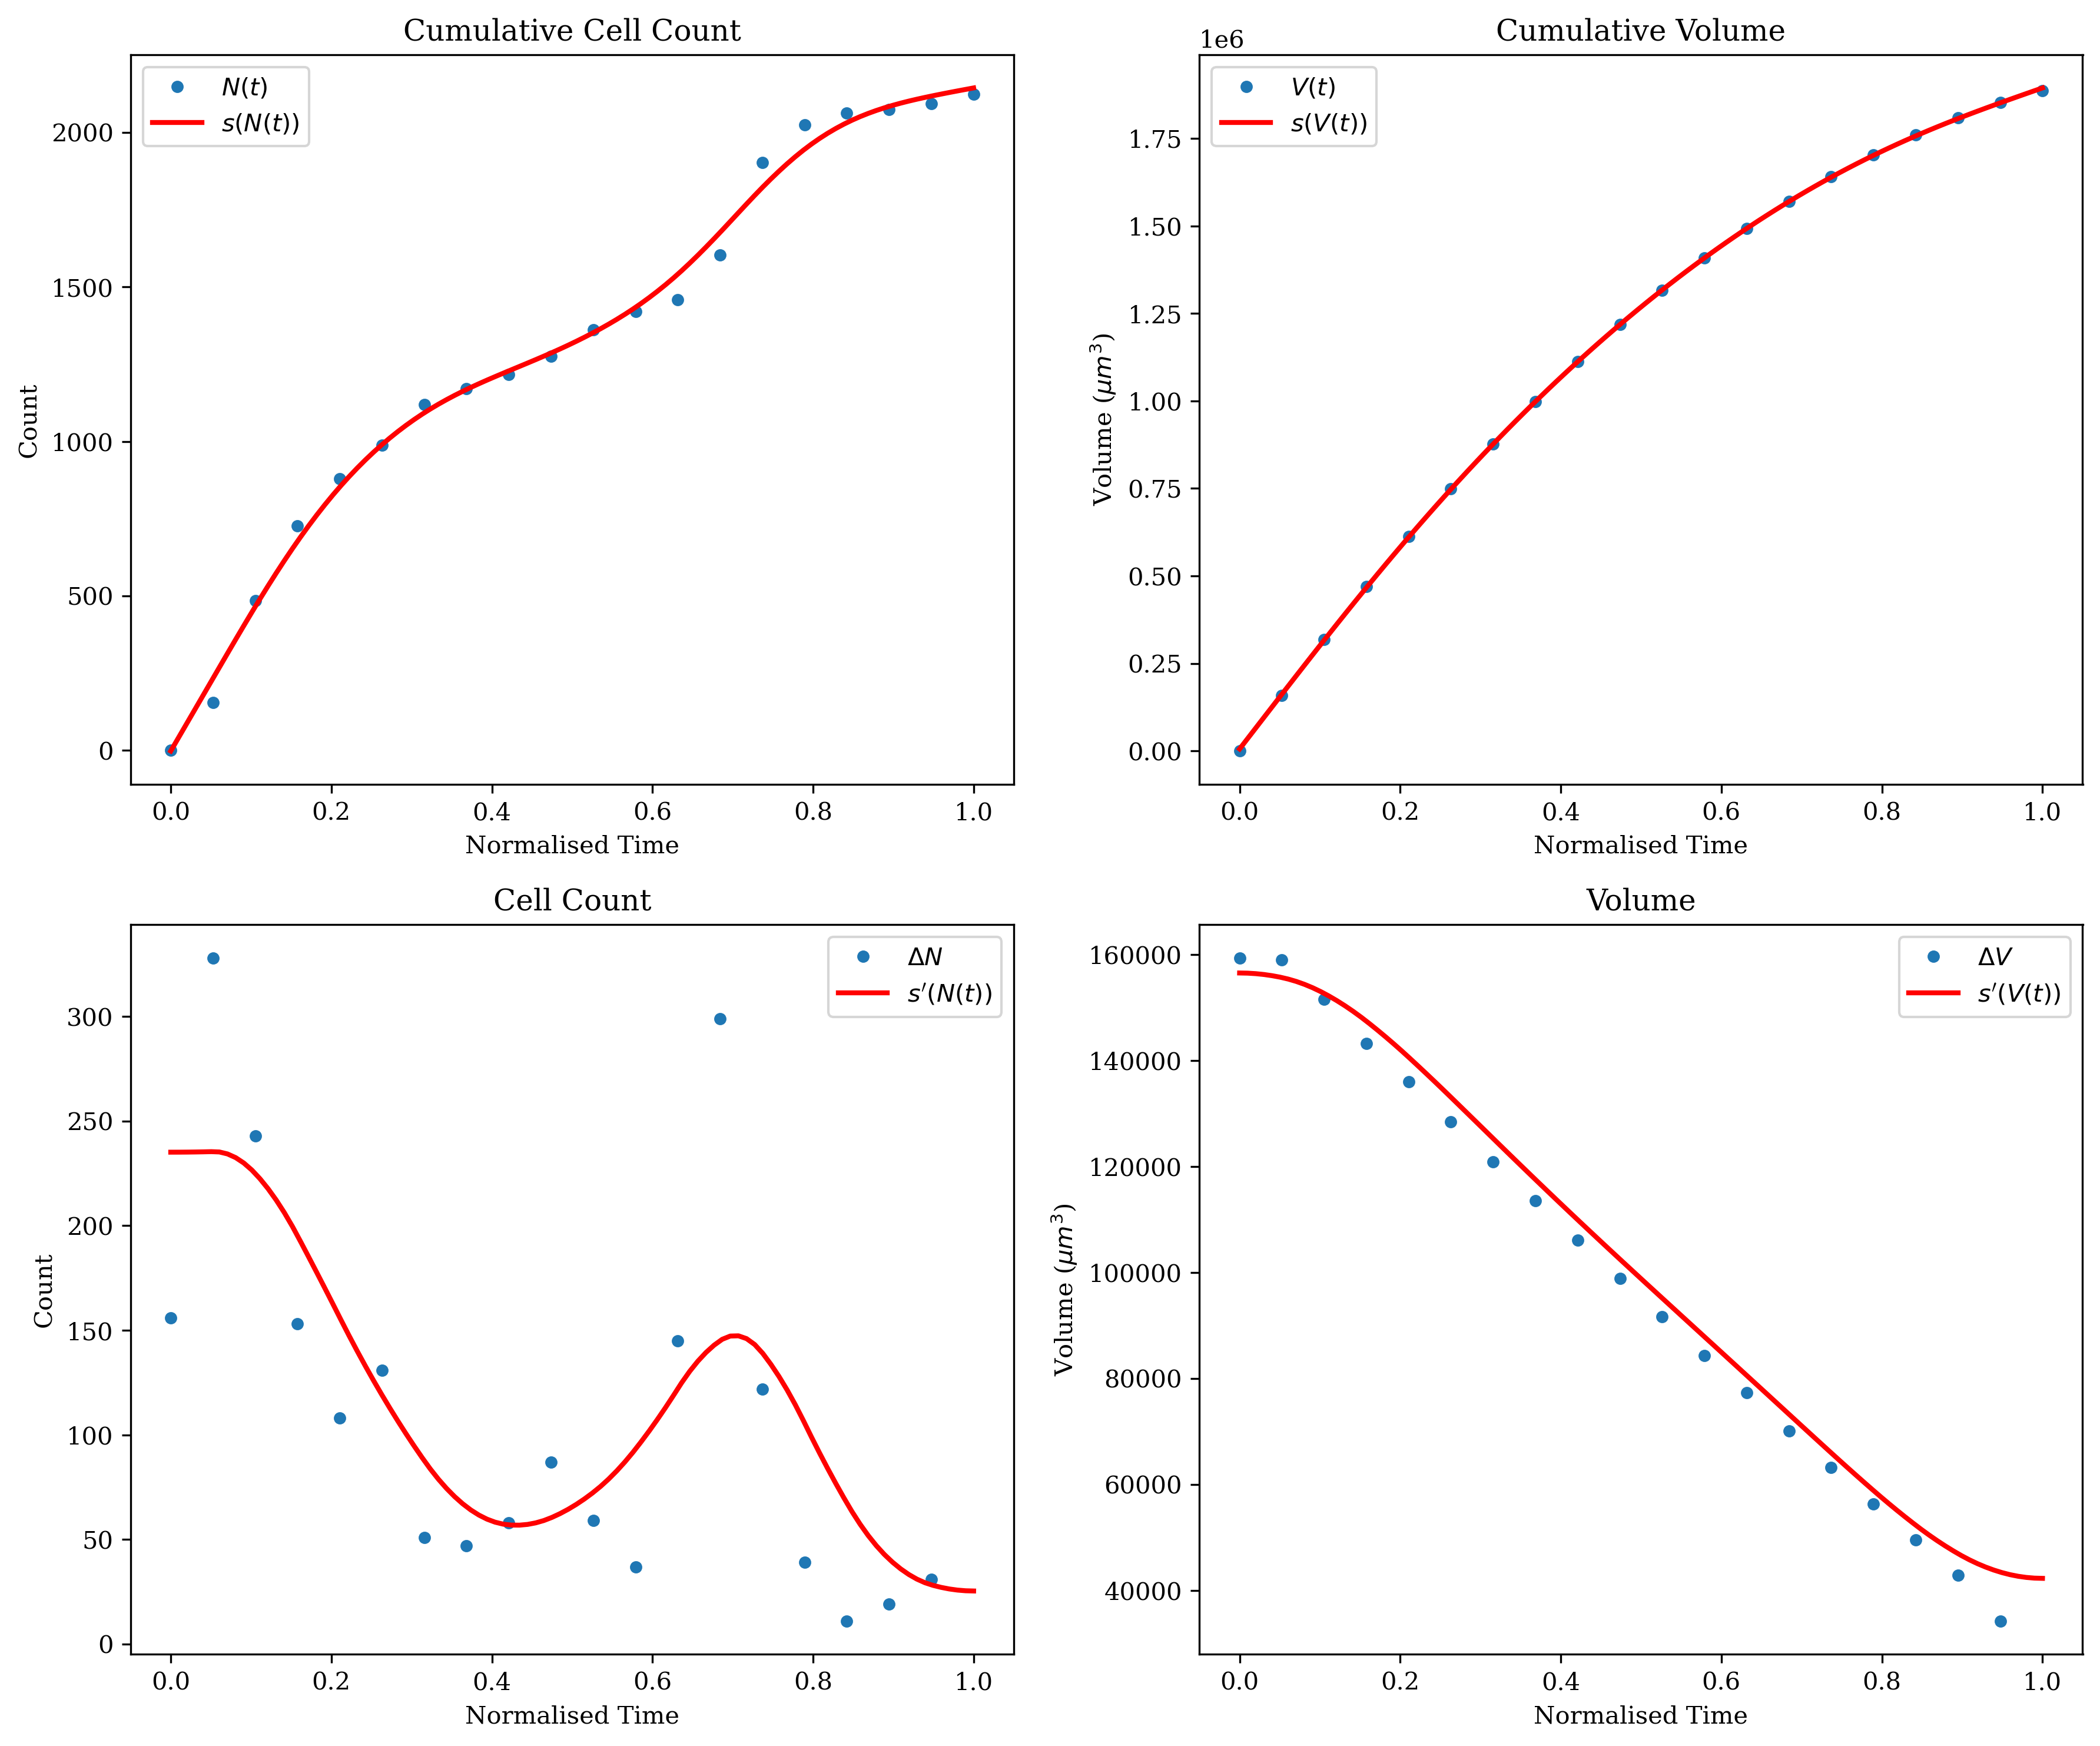 Cumulative Cell Count
N(t)
s(N(t))
2000
1500
1000
500
0
Count
0.0 0.2 0.4 0.6 0.8 1.0
Normalised Time
Cumulative Volume
1e6
V(t)
s(V(t))
1.75
1.50
1.25
1.00
0.75
0.50
0.25
0.00
Volume (μm³)
0.0 0.2 0.4 0.6 0.8 1.0
Normalised Time
Cell Count
ΔN
s′(N(t))
300
250
200
150
100
50
0
Count
0.0 0.2 0.4 0.6 0.8 1.0
Normalised Time
Volume
ΔV
s′(V(t))
160000
140000
120000
100000
80000
60000
40000
Volume (μm³)
0.0 0.2 0.4 0.6 0.8 1.0
Normalised Time